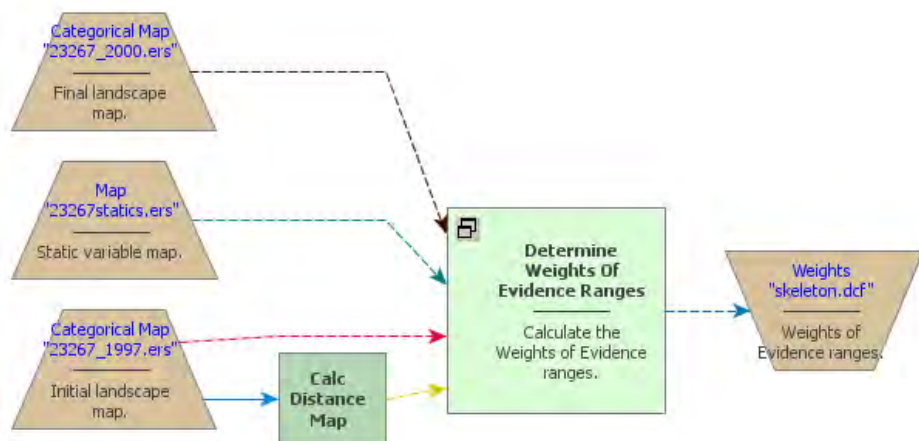 Categorical Map
"23267_2000.ers"
Final landscape
map.
Map
"23267statics.ers"
Static variable map.
Categorical Map
"23267_1997.ers"
Initial landscape
map.
Calc
Distance
Map
Determine
Weights Of
Evidence Ranges
Calculate the
Weights of Evidence
ranges.
Weights
"skeleton.dcf"
Weights of
Evidence ranges.